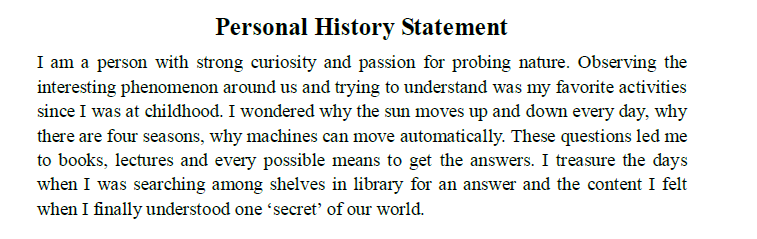 Personal History Statement
I am a person with strong curiosity and passion for probing nature. Observing the
interesting phenomenon around us and trying to understand was my favorite activities
since I was at childhood. I wondered why the sun moves up and down every day, why
there are four seasons, why machines can move automatically. These questions led me
to books, lectures and every possible means to get the answers. I treasure the days
when I was searching among shelves in library for an answer and the content I felt
when I finally understood one ‘secret’ of our world.